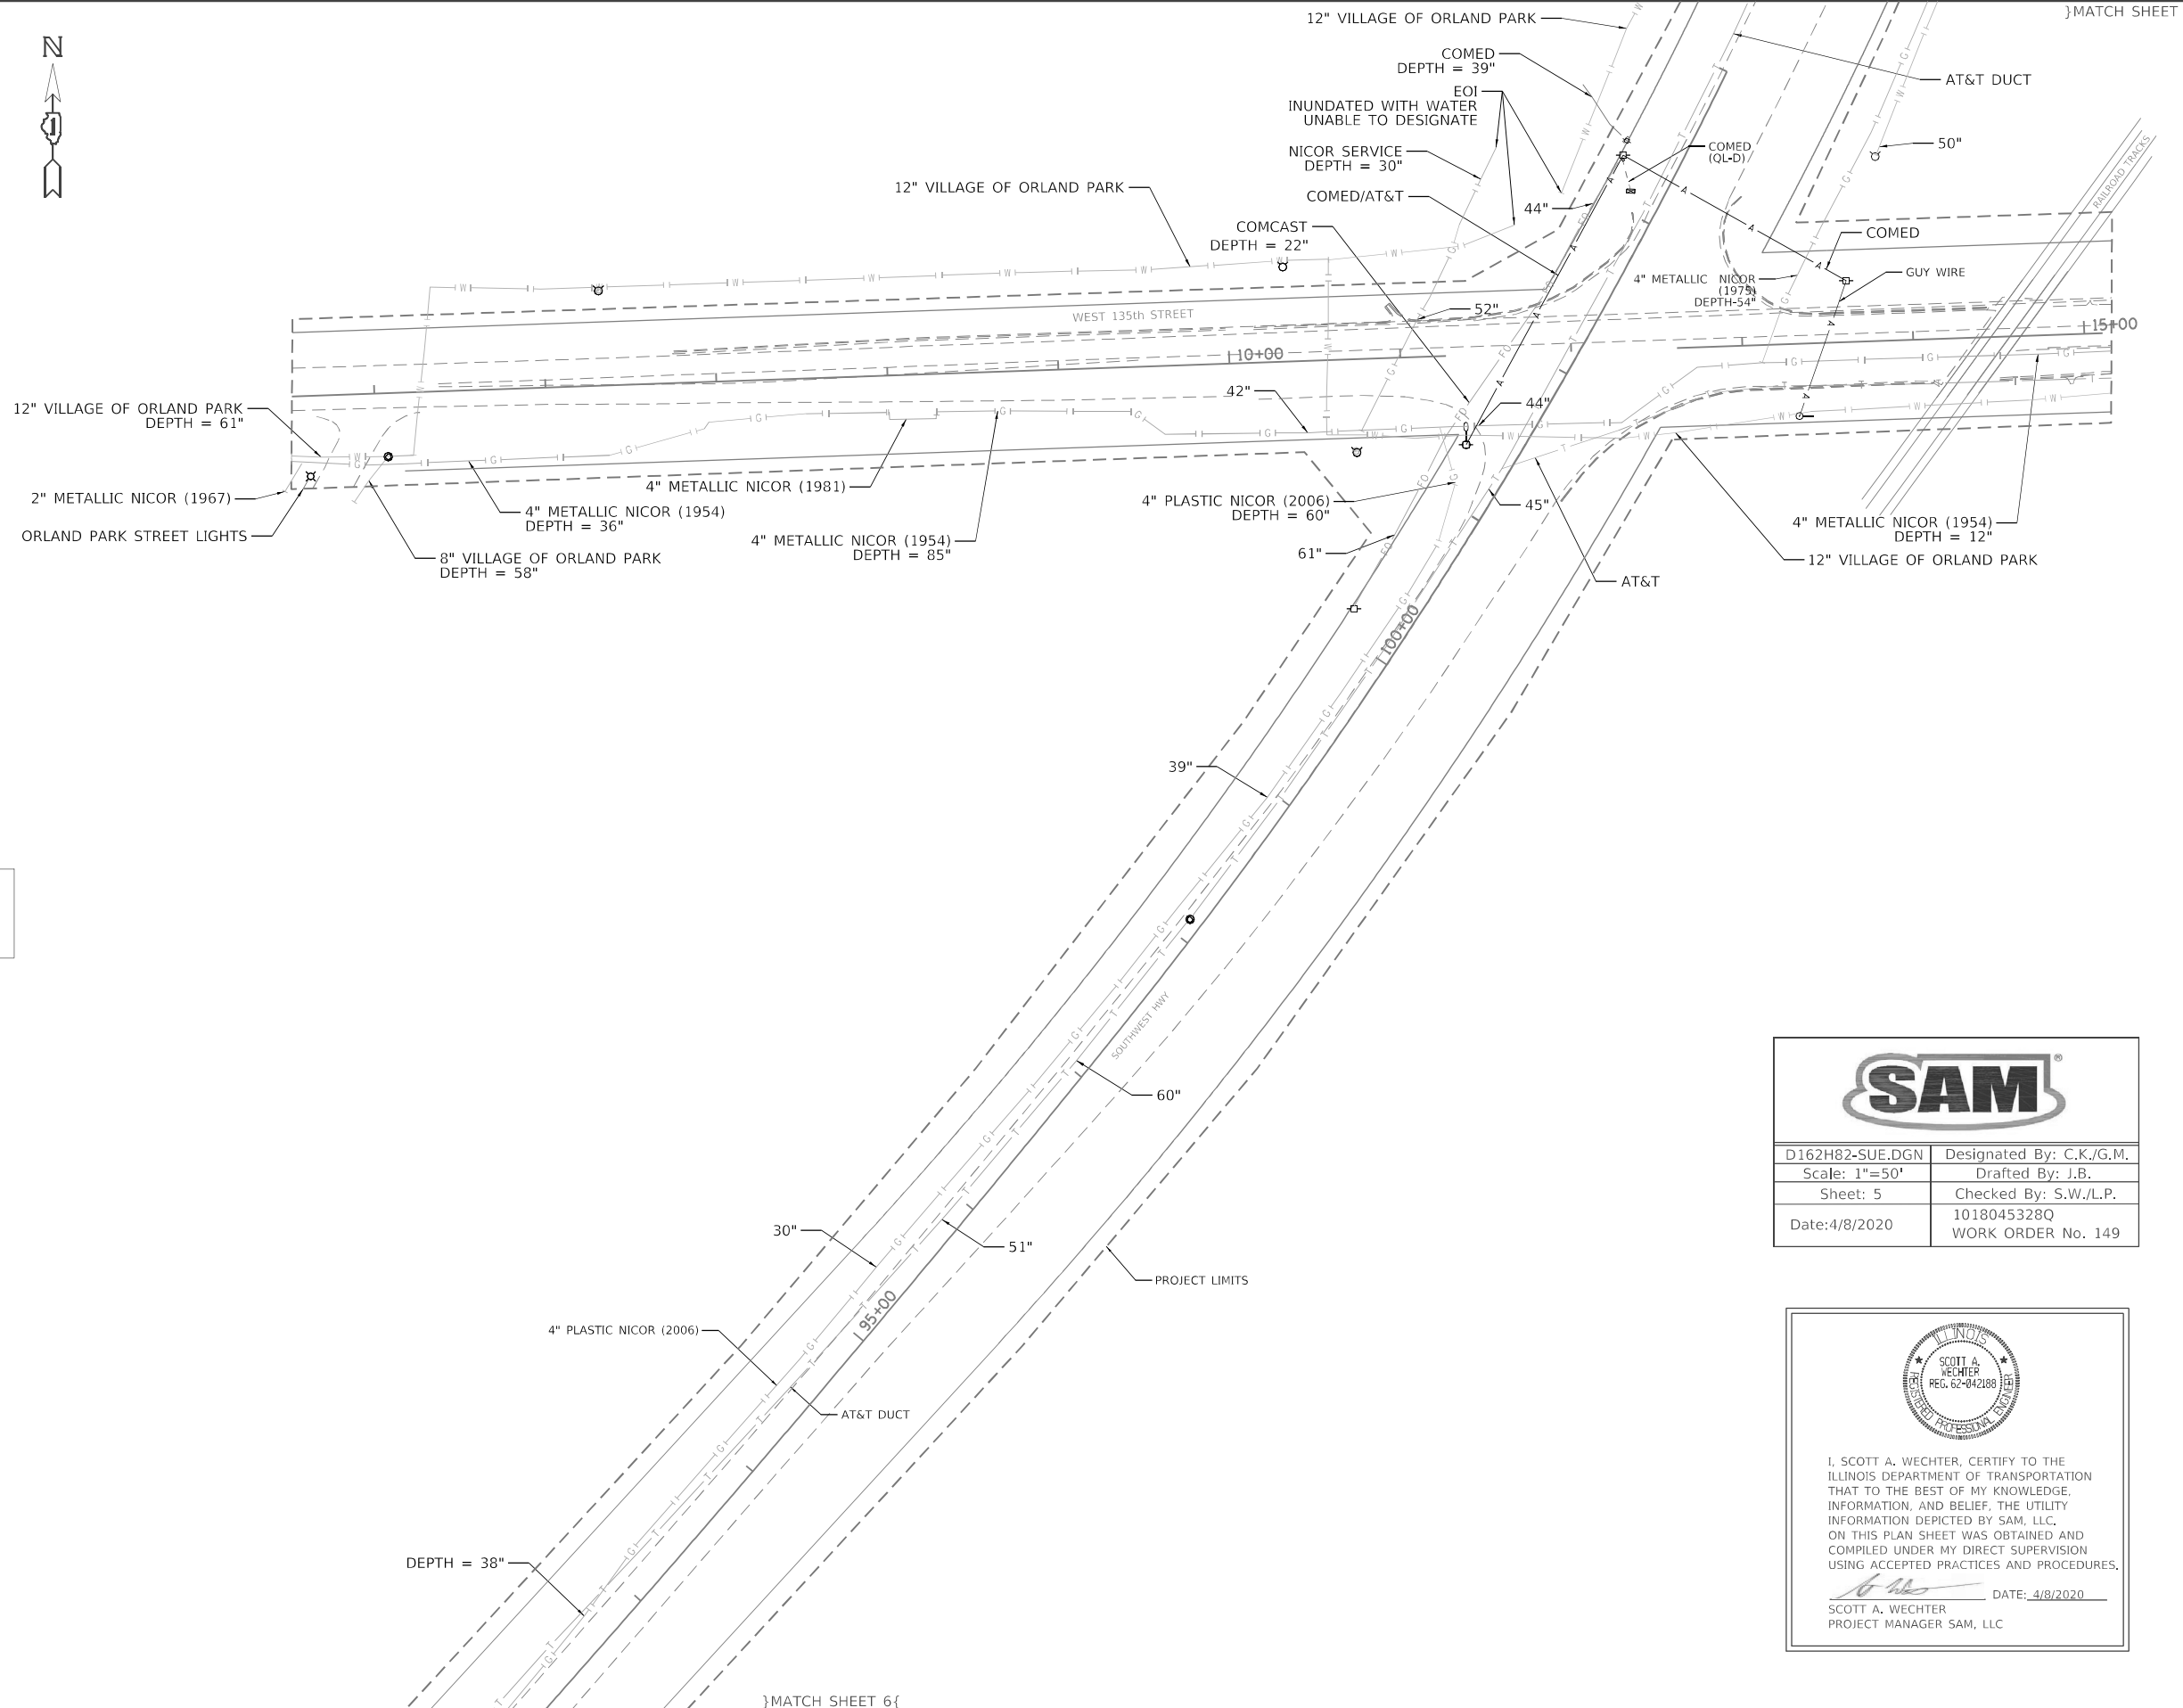 }MATCH SHEET
N
12" VILLAGE OF ORLAND PARK
COMED
DEPTH = 39"
EOI
INUNDATED WITH WATER
UNABLE TO DESIGNATE
NICOR SERVICE
DEPTH = 30"
COMED/AT&T
44"
COMCAST
DEPTH = 22"
12" VILLAGE OF ORLAND PARK
AT&T DUCT
50"
COMED
(QL-D)
COMED
GUY WIRE
4" METALLIC NICOR
(1975)
DEPTH-54"
RAILROAD TRACKS
WEST 135th STREET
52"
10+00
15+00
42"
44"
12" VILLAGE OF ORLAND PARK
DEPTH = 61"
2" METALLIC NICOR (1967)
ORLAND PARK STREET LIGHTS
8" VILLAGE OF ORLAND PARK
DEPTH = 58"
4" METALLIC NICOR (1954)
DEPTH = 36"
4" METALLIC NICOR (1981)
4" METALLIC NICOR (1954)
DEPTH = 85"
4" PLASTIC NICOR (2006)
DEPTH = 60"
61"
45"
AT&T
4" METALLIC NICOR (1954)
DEPTH = 12"
12" VILLAGE OF ORLAND PARK
100+00
39"
SOUTHWEST HWY
60"
30"
51"
PROJECT LIMITS
95+00
4" PLASTIC NICOR (2006)
AT&T DUCT
DEPTH = 38"
}MATCH SHEET 6{
SAM®
D162H82-SUE.DGN
Designated By: C.K./G.M.
Scale: 1"=50'
Drafted By: J.B.
Sheet: 5
Checked By: S.W./L.P.
Date:4/8/2020
1018045328Q
WORK ORDER No. 149
ILLINOIS
SCOTT A.
WECHTER
REG. 62-042188
REGISTERED PROFESSIONAL ENGINEER
I, SCOTT A. WECHTER, CERTIFY TO THE
ILLINOIS DEPARTMENT OF TRANSPORTATION
THAT TO THE BEST OF MY KNOWLEDGE,
INFORMATION, AND BELIEF, THE UTILITY
INFORMATION DEPICTED BY SAM, LLC.
ON THIS PLAN SHEET WAS OBTAINED AND
COMPILED UNDER MY DIRECT SUPERVISION
USING ACCEPTED PRACTICES AND PROCEDURES.
DATE: 4/8/2020
SCOTT A. WECHTER
PROJECT MANAGER SAM, LLC